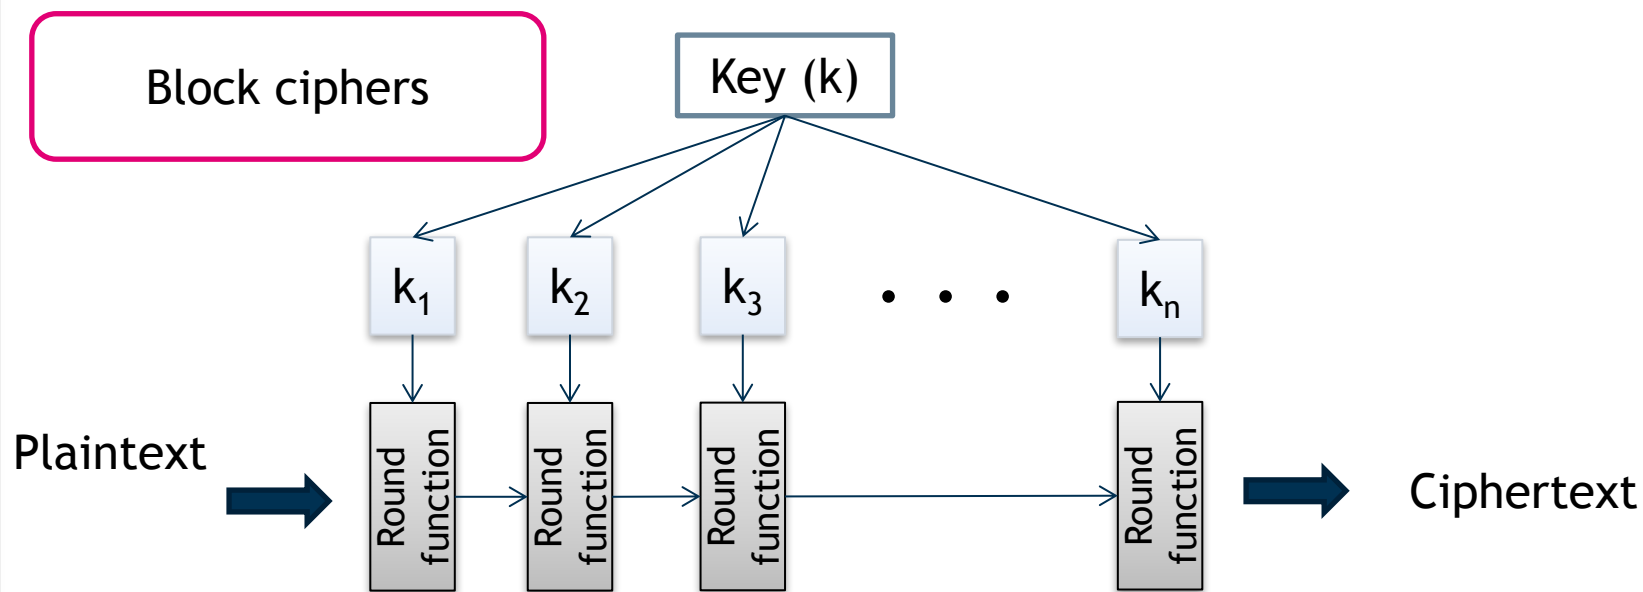 Block ciphers
Key (k)
k₁
k₂
k₃
. . .
kₙ
Plaintext
Round
function
Round
function
Round
function
Round
function
Ciphertext